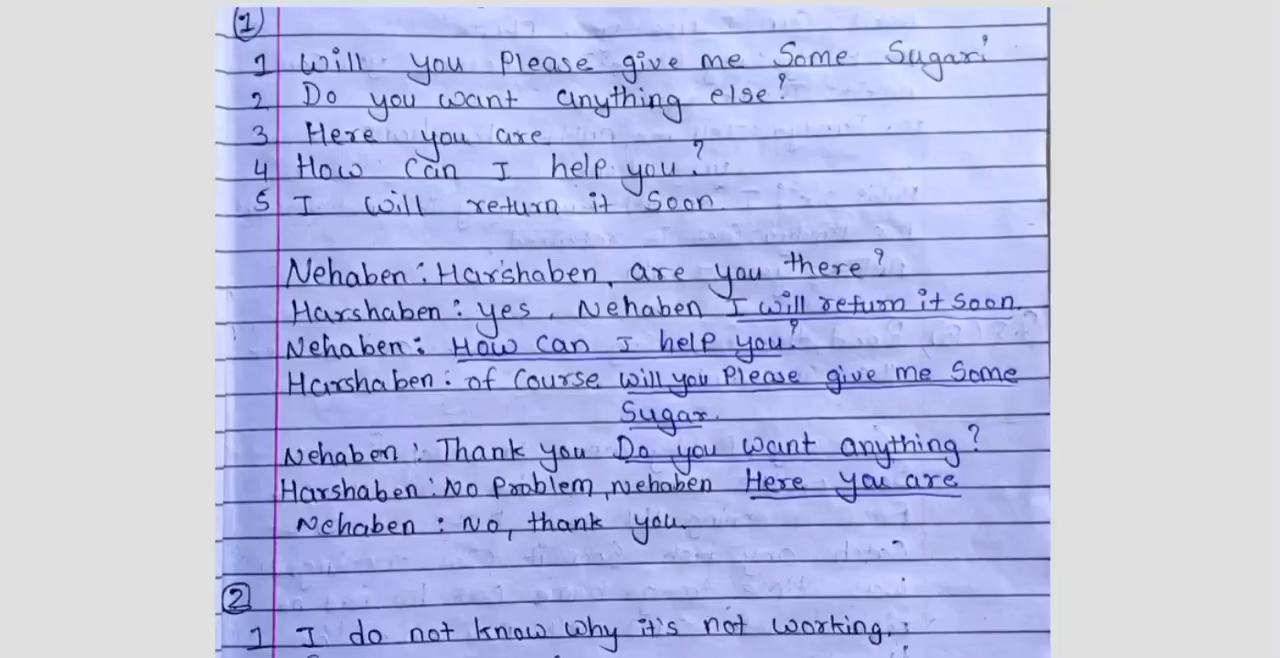 1
1 Will you Please give me Some Sugar?
2 Do you want anything else?
3 Here you are
4 How can I help you?
5 I will return it Soon
Nehaben : Harshaben, are you there?
Harshaben : yes, Nehaben I will return it Soon
Nehaben : How can I help you?
Harshaben : of Course will you Please give me Some
Sugar.
Nehaben : Thank you Do you want anything?
Harshaben : No Problem, Nehaben Here you are
Nehaben : No, thank you.
2
1 I do not know why it's not working.